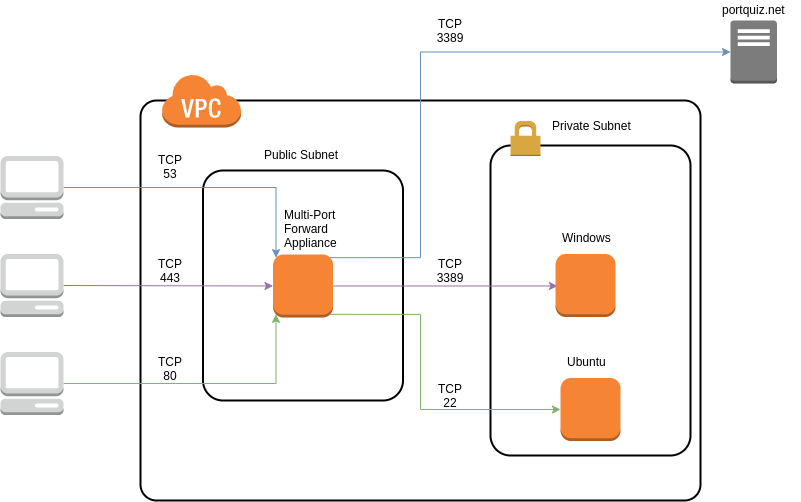 portquiz.net
TCP
3389
VPC
Private Subnet
Public Subnet
TCP
53
Multi-Port
Forward
Appliance
Windows
TCP
443
TCP
3389
TCP
80
Ubuntu
TCP
22